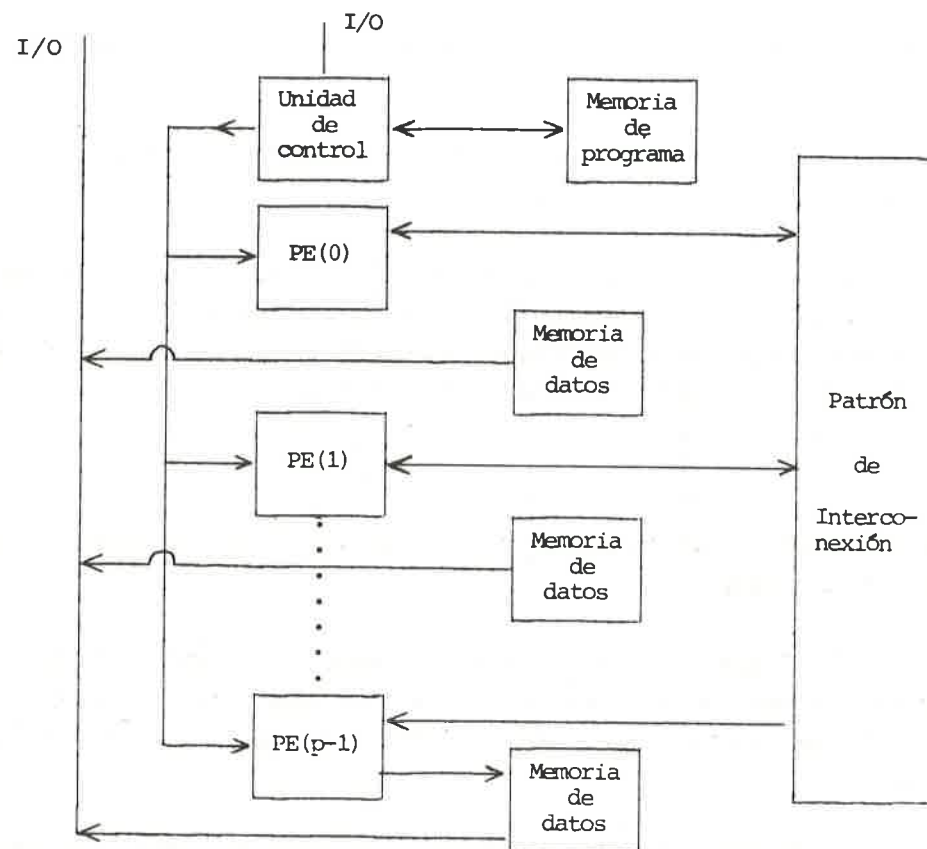 I/O
I/O
Unidad
de
control
Memoria
de
programa
PE(0)
Memoria
de
datos
PE(1)
Patrón
de
Interco-
nexión
Memoria
de
datos
PE(p-1)
Memoria
de
datos